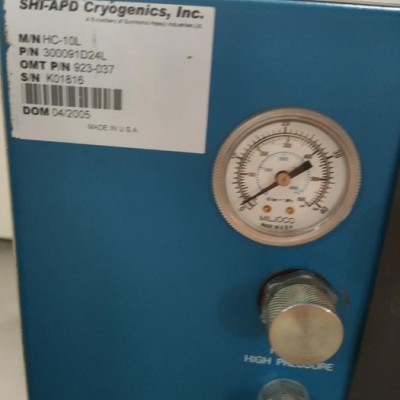 SHI-APD Cryogenics, Inc.
A Subsidiary of Sumitomo Heavy Industries Ltd.
M/N HC-10L
P/N 300091D24L
OMT P/N 923-037
S/N K01816
DOM 04/2005
MADE IN U.S.A
MILJOCO
HIGH PRESSURE